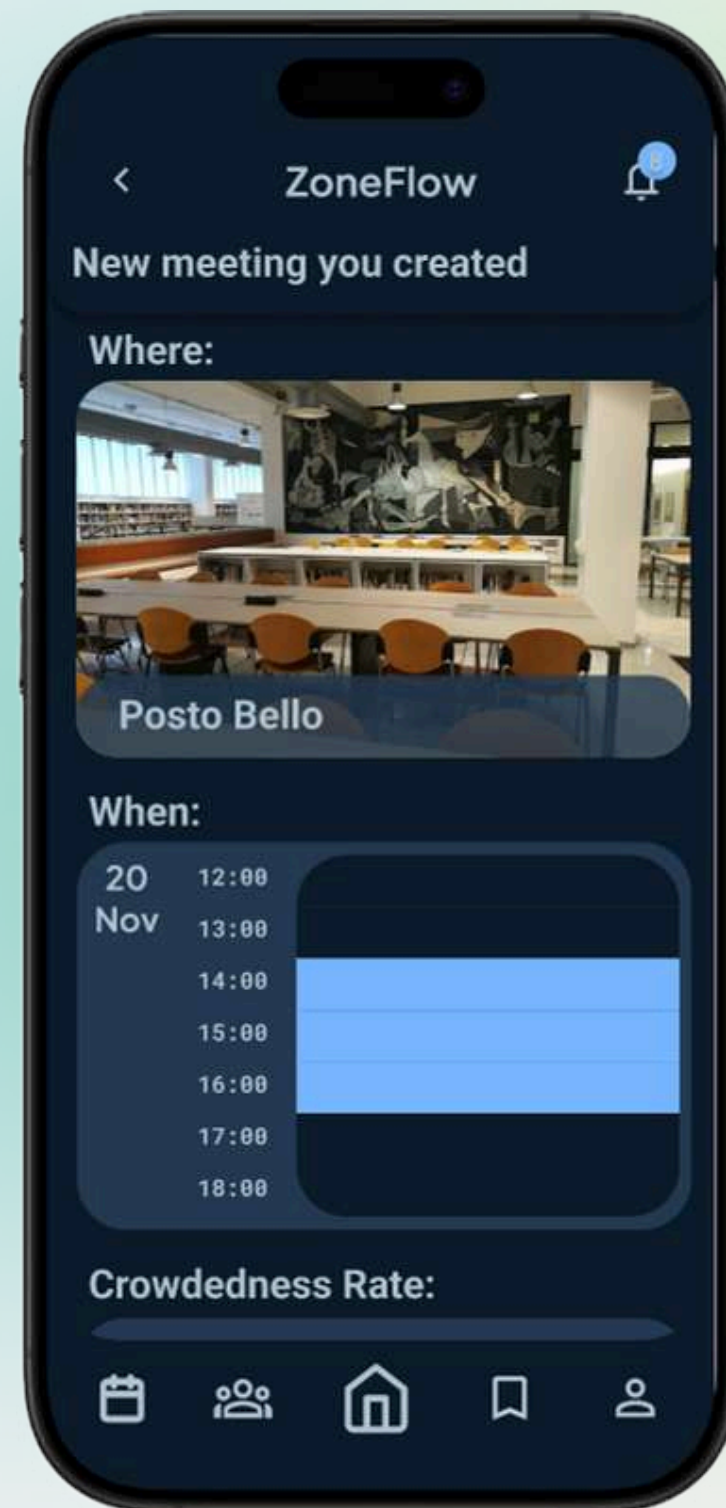 ZoneFlow
New meeting you created
Where:
Posto Bello
When:
20
Nov
12:00
13:00
14:00
15:00
16:00
17:00
18:00
Crowdedness Rate: